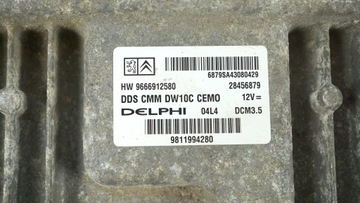 6879SA43080429
HW 9666912580 28456879
DDS CMM DW10C CEMO 12V =
DELPHI 04L4 DCM3.5
9811994280